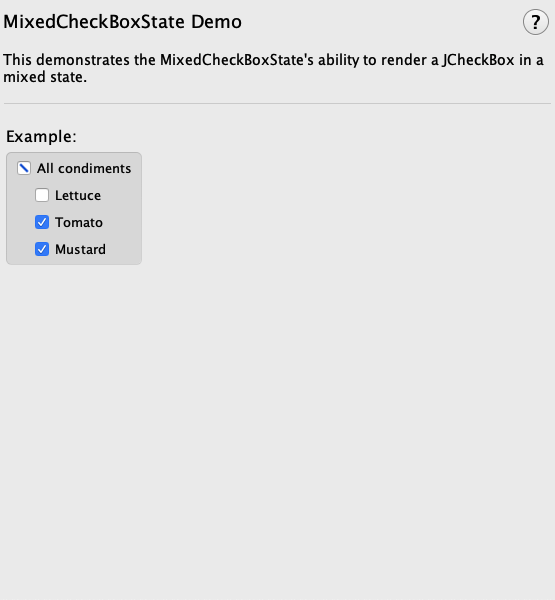 MixedCheckBoxState Demo
?
This demonstrates the MixedCheckBoxState's ability to render a JCheckBox in a
mixed state.
Example:
All condiments
Lettuce
Tomato
Mustard